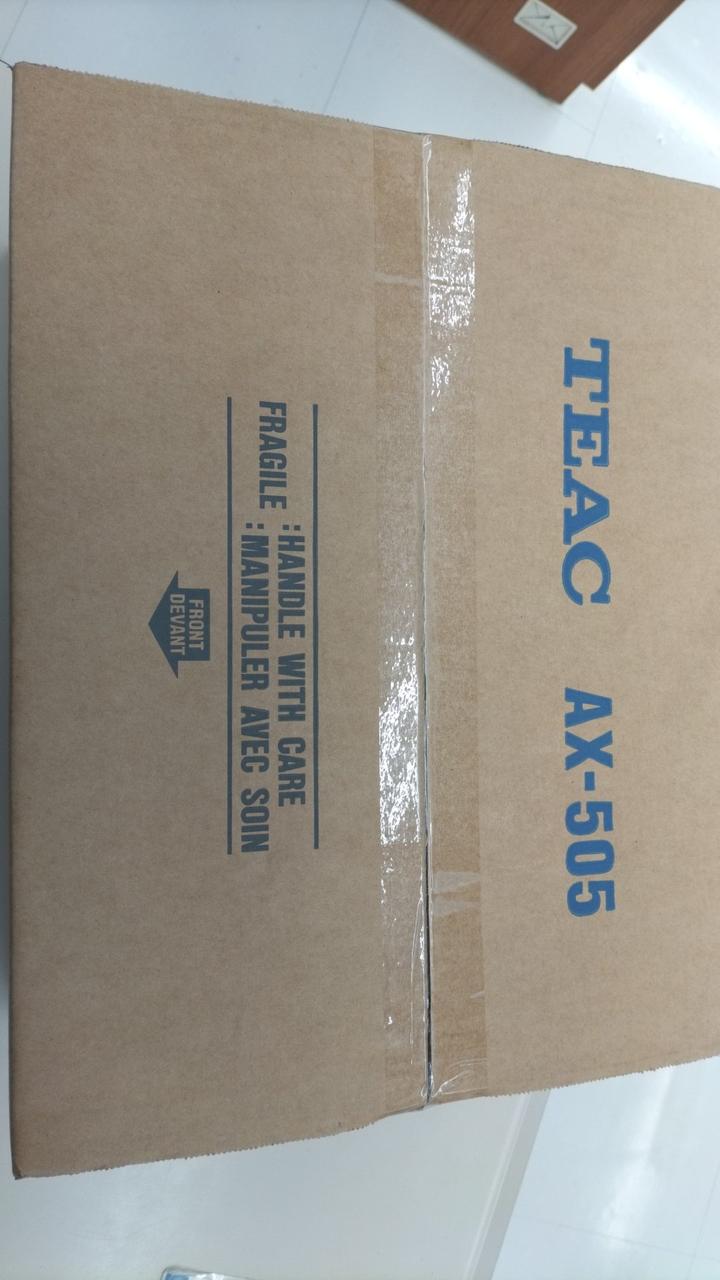 TEAC AX-505
:HANDLE WITH CARE
FRAGILE :MANIPULER AVEC SOIN
FRONT
DEVANT